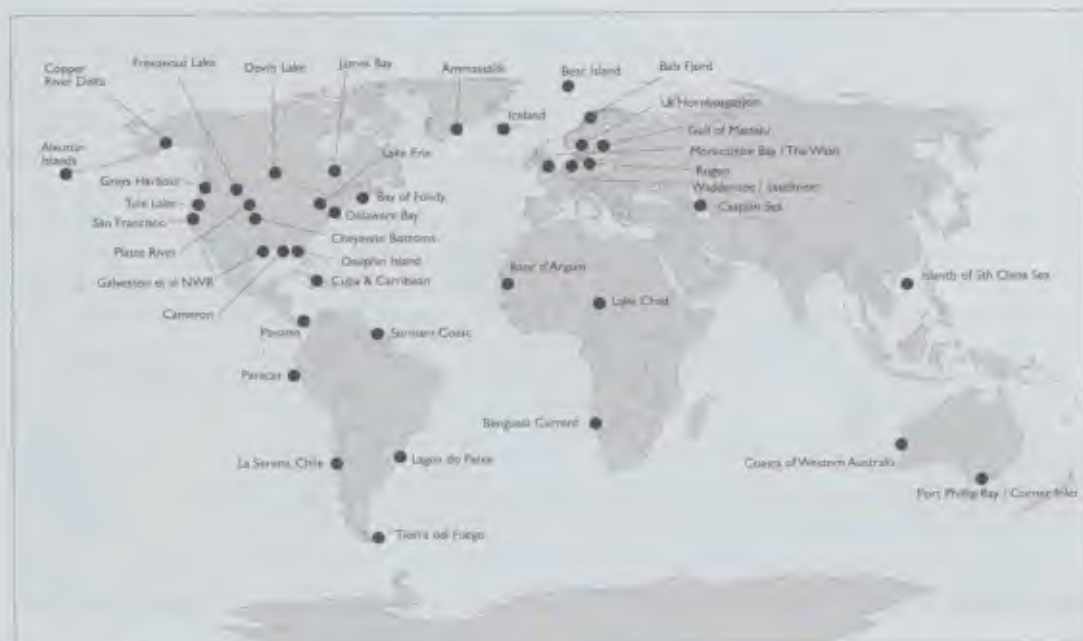 Copper
River Delta
Lake
Devils Lake
James Bay
Ammassalik
Bear Island
Bals Fjord
Iceland
Gulf of
Aleutian
Islands
Lake Erie
Morecambe Bay / The Wash
Rugen
Grays Harbour
Bay of Fundy
Tule Lake
Delaware Bay
Caspian Sea
San Francisco
Cheyenne Bottoms
Platte River
Dauphin Island
Galveston et al NWR
Cuba & Carribean
Banc d'Arguin
Islands of Sth China Sea
Cameron
Lake Chad
Panama
Surinam Coast
Paracas
Benguela Current
La Serena, Chile
Lagoa do Peixe
Coasts of Western Australia
Port Phillip Bay / Corner Inlet
Tierra del Fuego